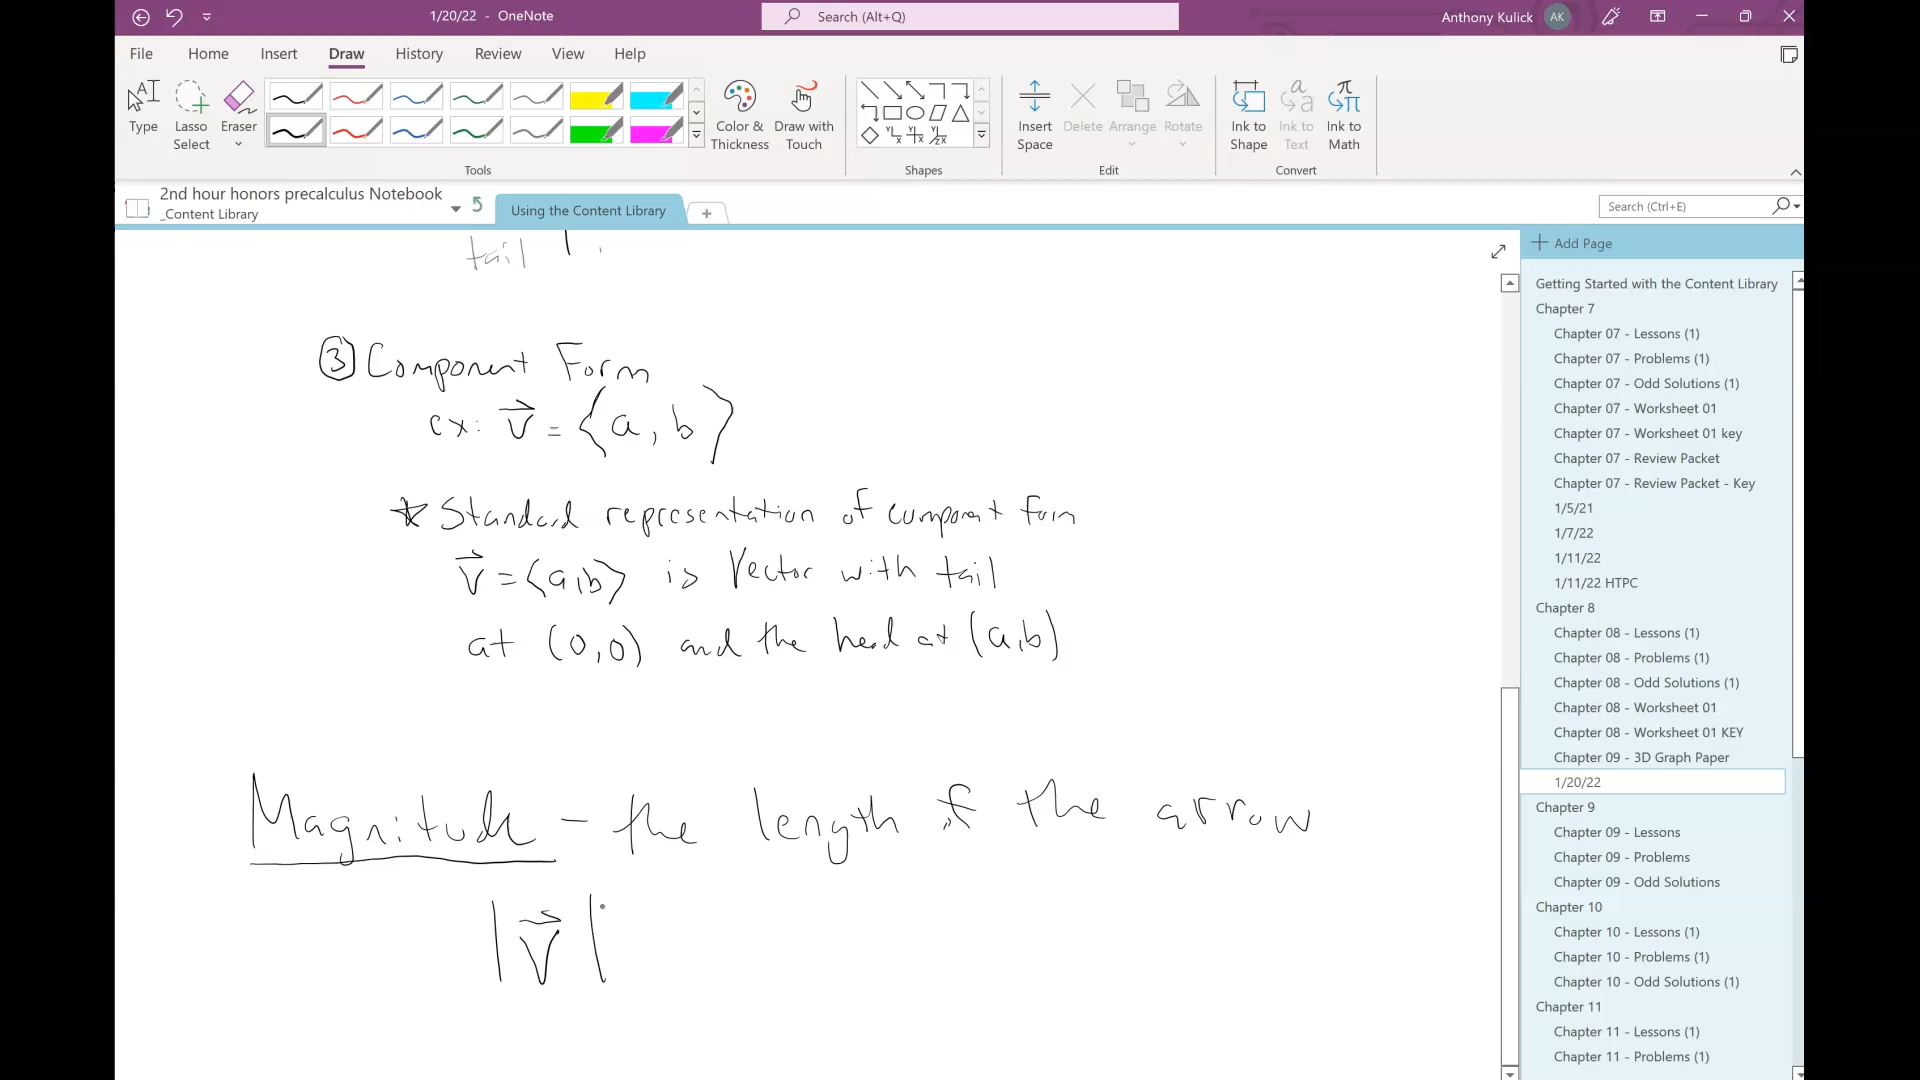 1/20/22 - OneNote
Search (Alt+Q)
Anthony Kulick
AK
File
Home
Insert
Draw
History
Review
View
Help
Type
Lasso Select
Eraser
Color & Thickness
Draw with Touch
Insert Space
Delete
Arrange
Rotate
Ink to Shape
Ink to Text
Ink to Math
Tools
Shapes
Edit
Convert
2nd hour honors precalculus Notebook
_Content Library
Using the Content Library
Search (Ctrl+E)
tail
③ Component Form
ex: v⃗ = ⟨a, b⟩
* Standard representation of component form
v⃗ = ⟨a,b⟩ is Vector with tail
at (0,0) and the head at (a,b)
Magnitude - the length of the arrow
|v⃗|
Add Page
Getting Started with the Content Library
Chapter 7
Chapter 07 - Lessons (1)
Chapter 07 - Problems (1)
Chapter 07 - Odd Solutions (1)
Chapter 07 - Worksheet 01
Chapter 07 - Worksheet 01 key
Chapter 07 - Review Packet
Chapter 07 - Review Packet - Key
1/5/21
1/7/22
1/11/22
1/11/22 HTPC
Chapter 8
Chapter 08 - Lessons (1)
Chapter 08 - Problems (1)
Chapter 08 - Odd Solutions (1)
Chapter 08 - Worksheet 01
Chapter 08 - Worksheet 01 KEY
Chapter 09 - 3D Graph Paper
1/20/22
Chapter 9
Chapter 09 - Lessons
Chapter 09 - Problems
Chapter 09 - Odd Solutions
Chapter 10
Chapter 10 - Lessons (1)
Chapter 10 - Problems (1)
Chapter 10 - Odd Solutions (1)
Chapter 11
Chapter 11 - Lessons (1)
Chapter 11 - Problems (1)